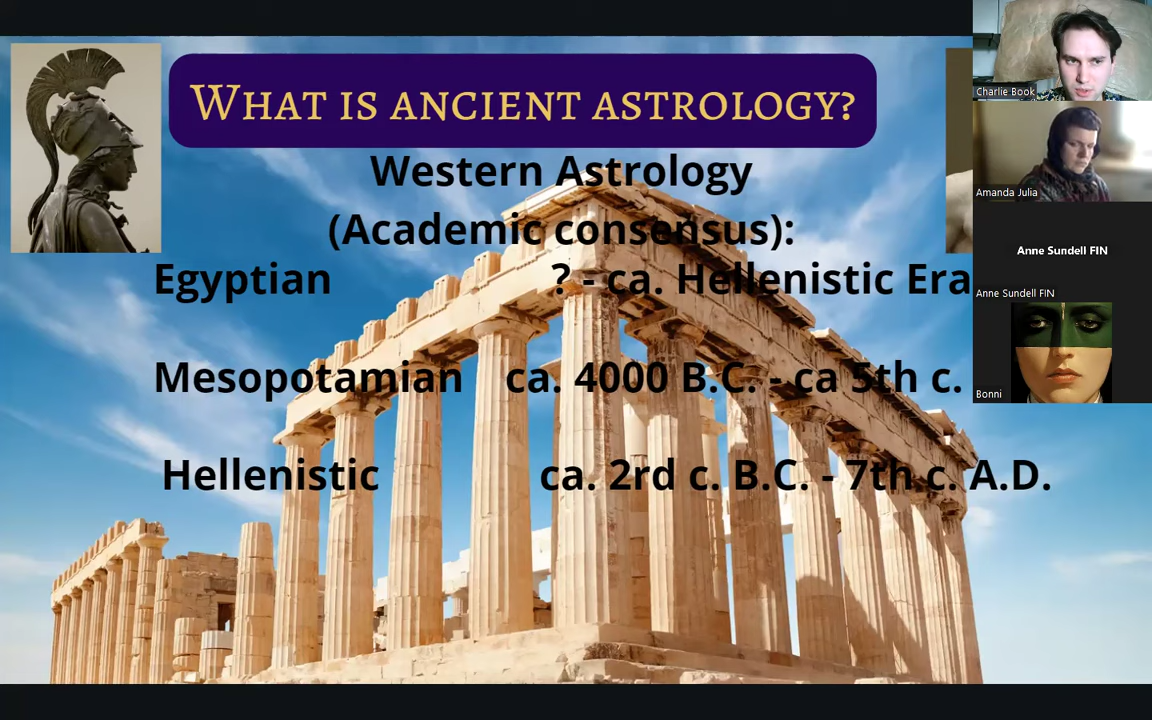 What is ancient astrology?
Western Astrology
(Academic consensus):
Egyptian ? - ca. Hellenistic Era
Mesopotamian ca. 4000 B.C. - ca 5th c.
Hellenistic ca. 2rd c. B.C. - 7th c. A.D.
Charlie Book
Amanda Julia
Anne Sundell FIN
Anne Sundell FIN
Bonni